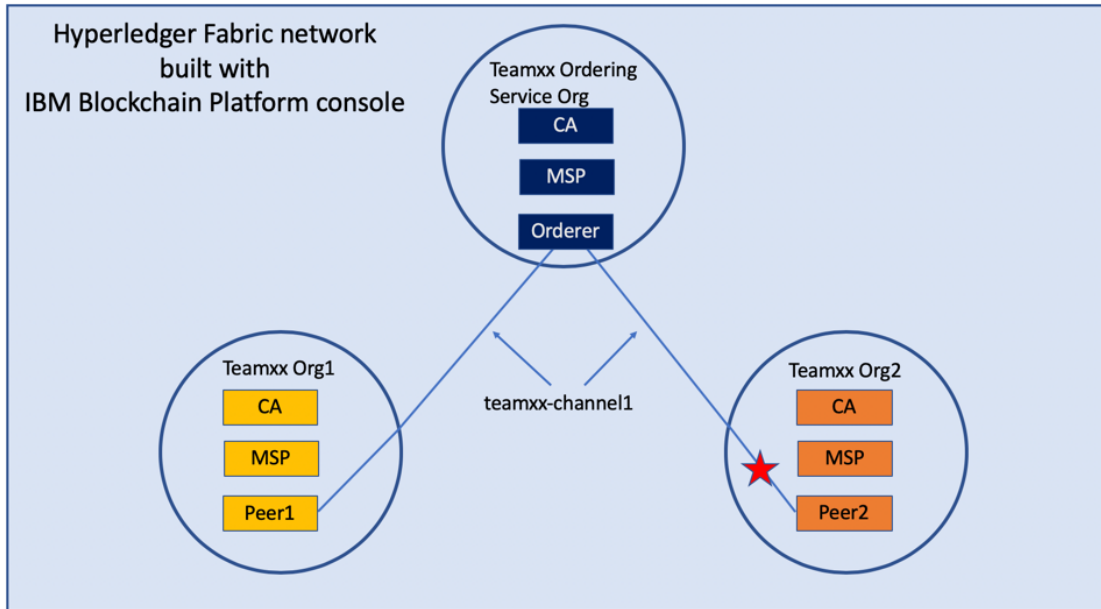 Hyperledger Fabric network
built with
IBM Blockchain Platform console
Teamxx Ordering
Service Org
CA
MSP
Orderer
Teamxx Org1
CA
MSP
Peer1
teamxx-channel1
Teamxx Org2
CA
MSP
Peer2